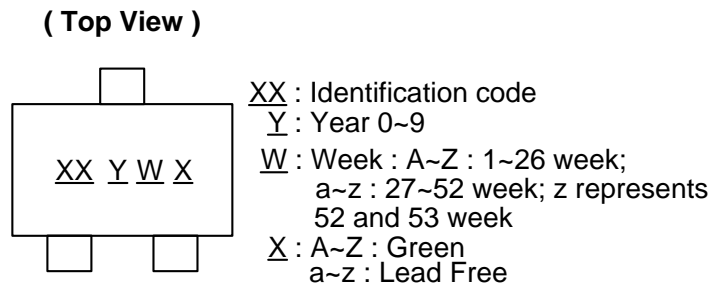 ( Top View )
XX Y W X
XX : Identification code
Y : Year 0~9
W : Week : A~Z : 1~26 week;
a~z : 27~52 week; z represents
52 and 53 week
X : A~Z : Green
a~z : Lead Free